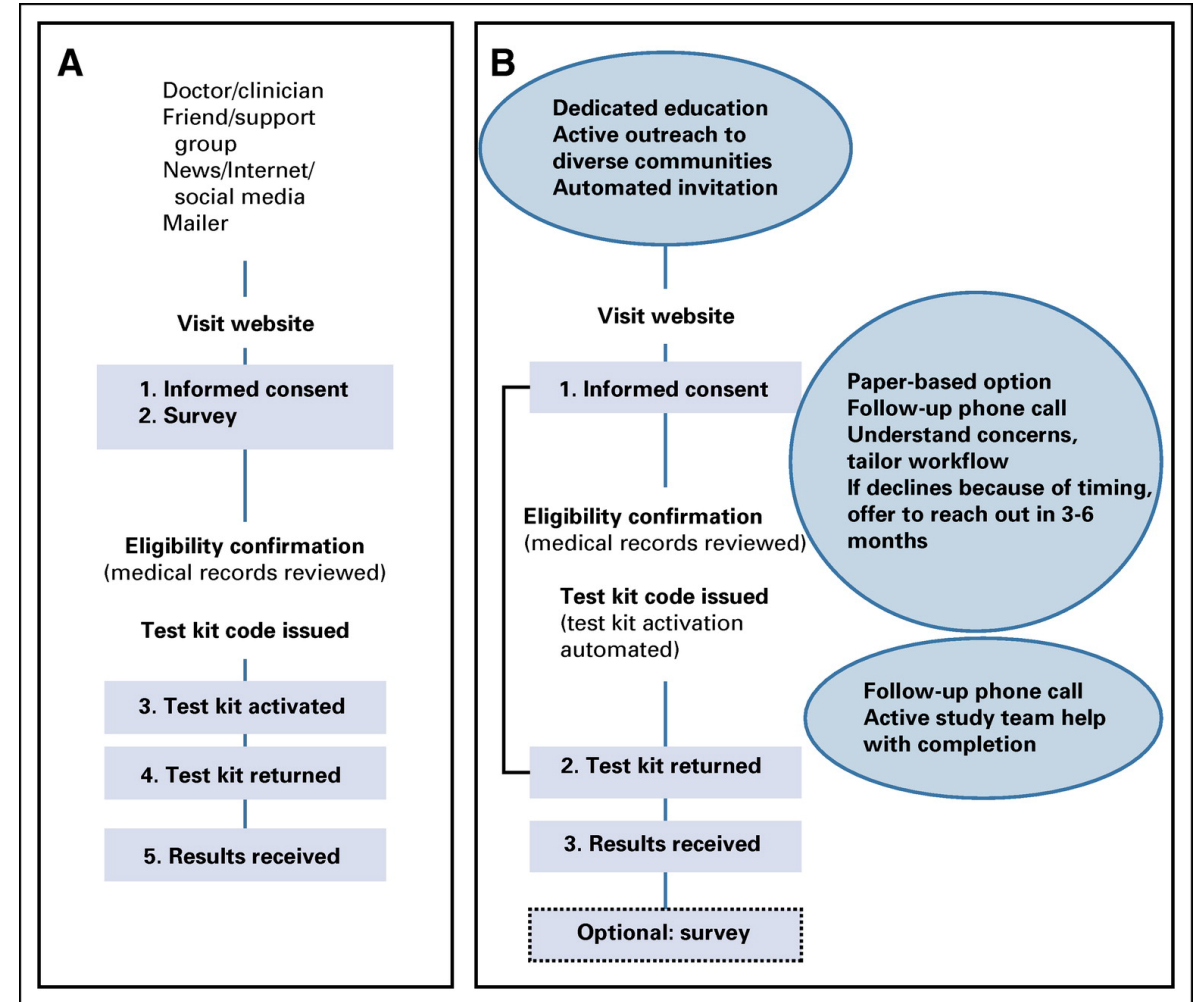 A
Doctor/clinician
Friend/support
group
News/Internet/
social media
Mailer
Visit website
1. Informed consent
2. Survey
Eligibility confirmation
(medical records reviewed)
Test kit code issued
3. Test kit activated
4. Test kit returned
5. Results received
B
Dedicated education
Active outreach to
diverse communities
Automated invitation
Visit website
1. Informed consent
Eligibility confirmation
(medical records reviewed)
Test kit code issued
(test kit activation
automated)
2. Test kit returned
3. Results received
Optional: survey
Paper-based option
Follow-up phone call
Understand concerns,
tailor workflow
If declines because of timing,
offer to reach out in 3-6
months
Follow-up phone call
Active study team help
with completion